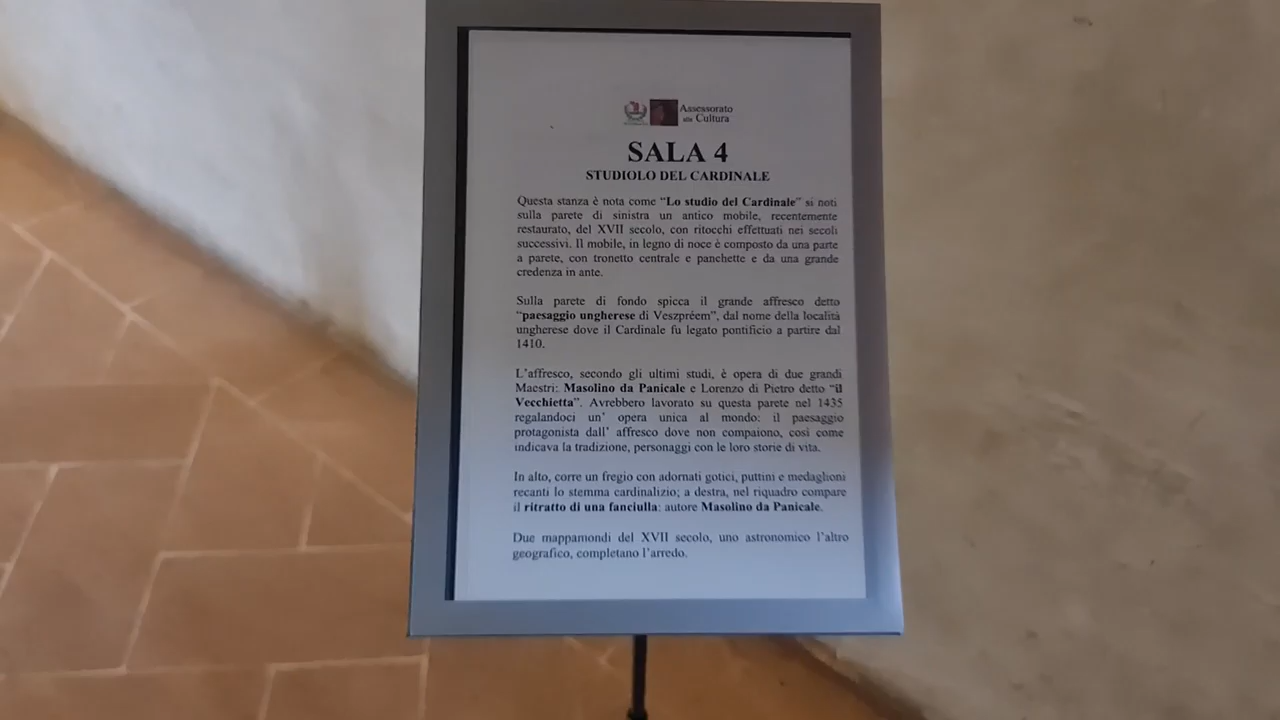 Assessorato
alla Cultura
SALA 4
STUDIOLO DEL CARDINALE
Questa stanza è nota come “Lo studio del Cardinale” si noti
sulla parete di sinistra un antico mobile, recentemente
restaurato, del XVII secolo, con ritocchi effettuati nei secoli
successivi. Il mobile, in legno di noce è composto da una parte
a parete, con tronetto centrale e panchette e da una grande
credenza in ante.
Sulla parete di fondo spicca il grande affresco detto
“paesaggio ungherese di Veszpréem”, dal nome della località
ungherese dove il Cardinale fu legato pontificio a partire dal
1410.
L’affresco, secondo gli ultimi studi, è opera di due grandi
Maestri: Masolino da Panicale e Lorenzo di Pietro detto “il
Vecchietta”. Avrebbero lavorato su questa parete nel 1435
regalandoci un’ opera unica al mondo: il paesaggio
protagonista dall’ affresco dove non compaiono, così come
indicava la tradizione, personaggi con le loro storie di vita.
In alto, corre un fregio con adornati gotici, puttini e medaglioni
recanti lo stemma cardinalizio; a destra, nel riquadro compare
il ritratto di una fanciulla: autore Masolino da Panicale.
Due mappamondi del XVII secolo, uno astronomico l’altro
geografico, completano l’arredo.